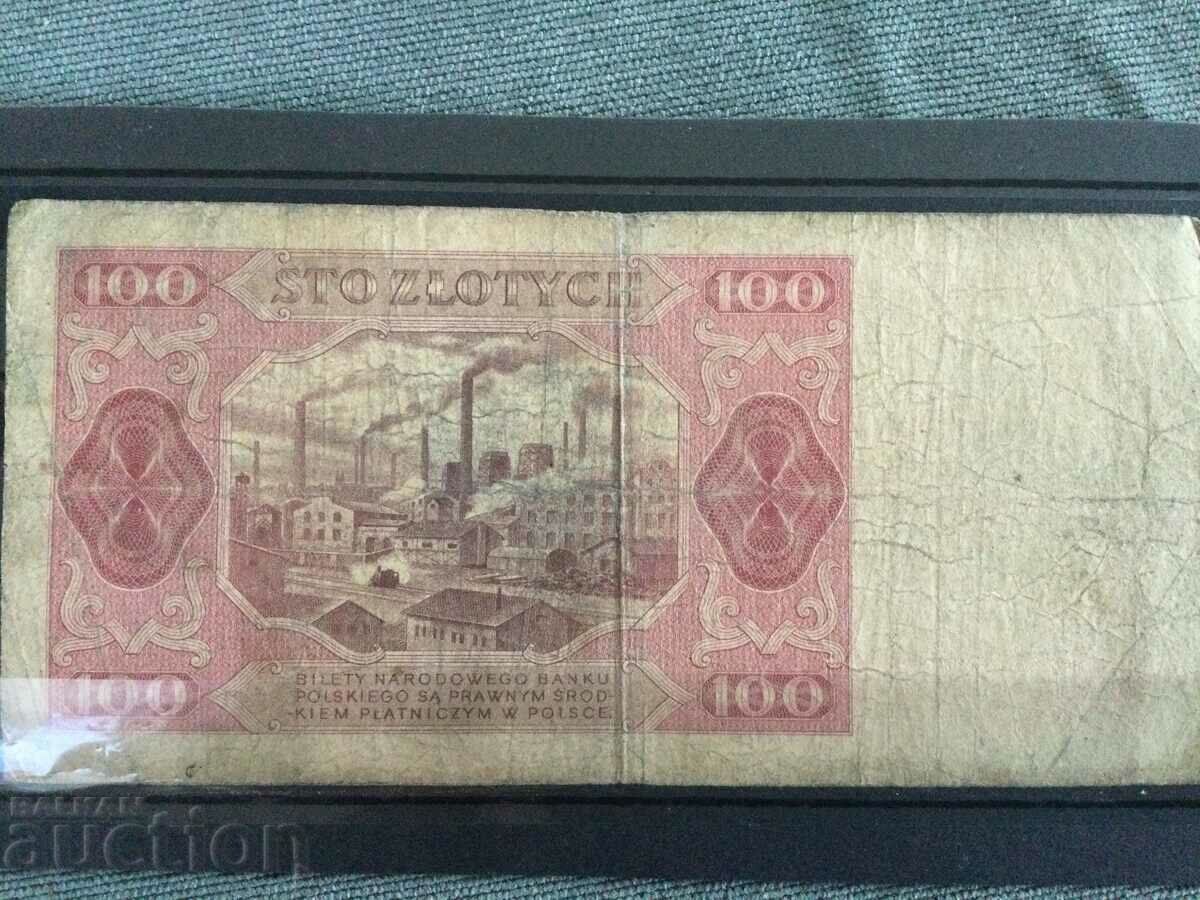 100 STO ZŁOTYCH 100
BILETY NARODOWEGO BANKU
POLSKIEGO SĄ PRAWNYM ŚROD-
-KIEM PŁATNICZYM W POLSCE
100 100
BALKAN
auction